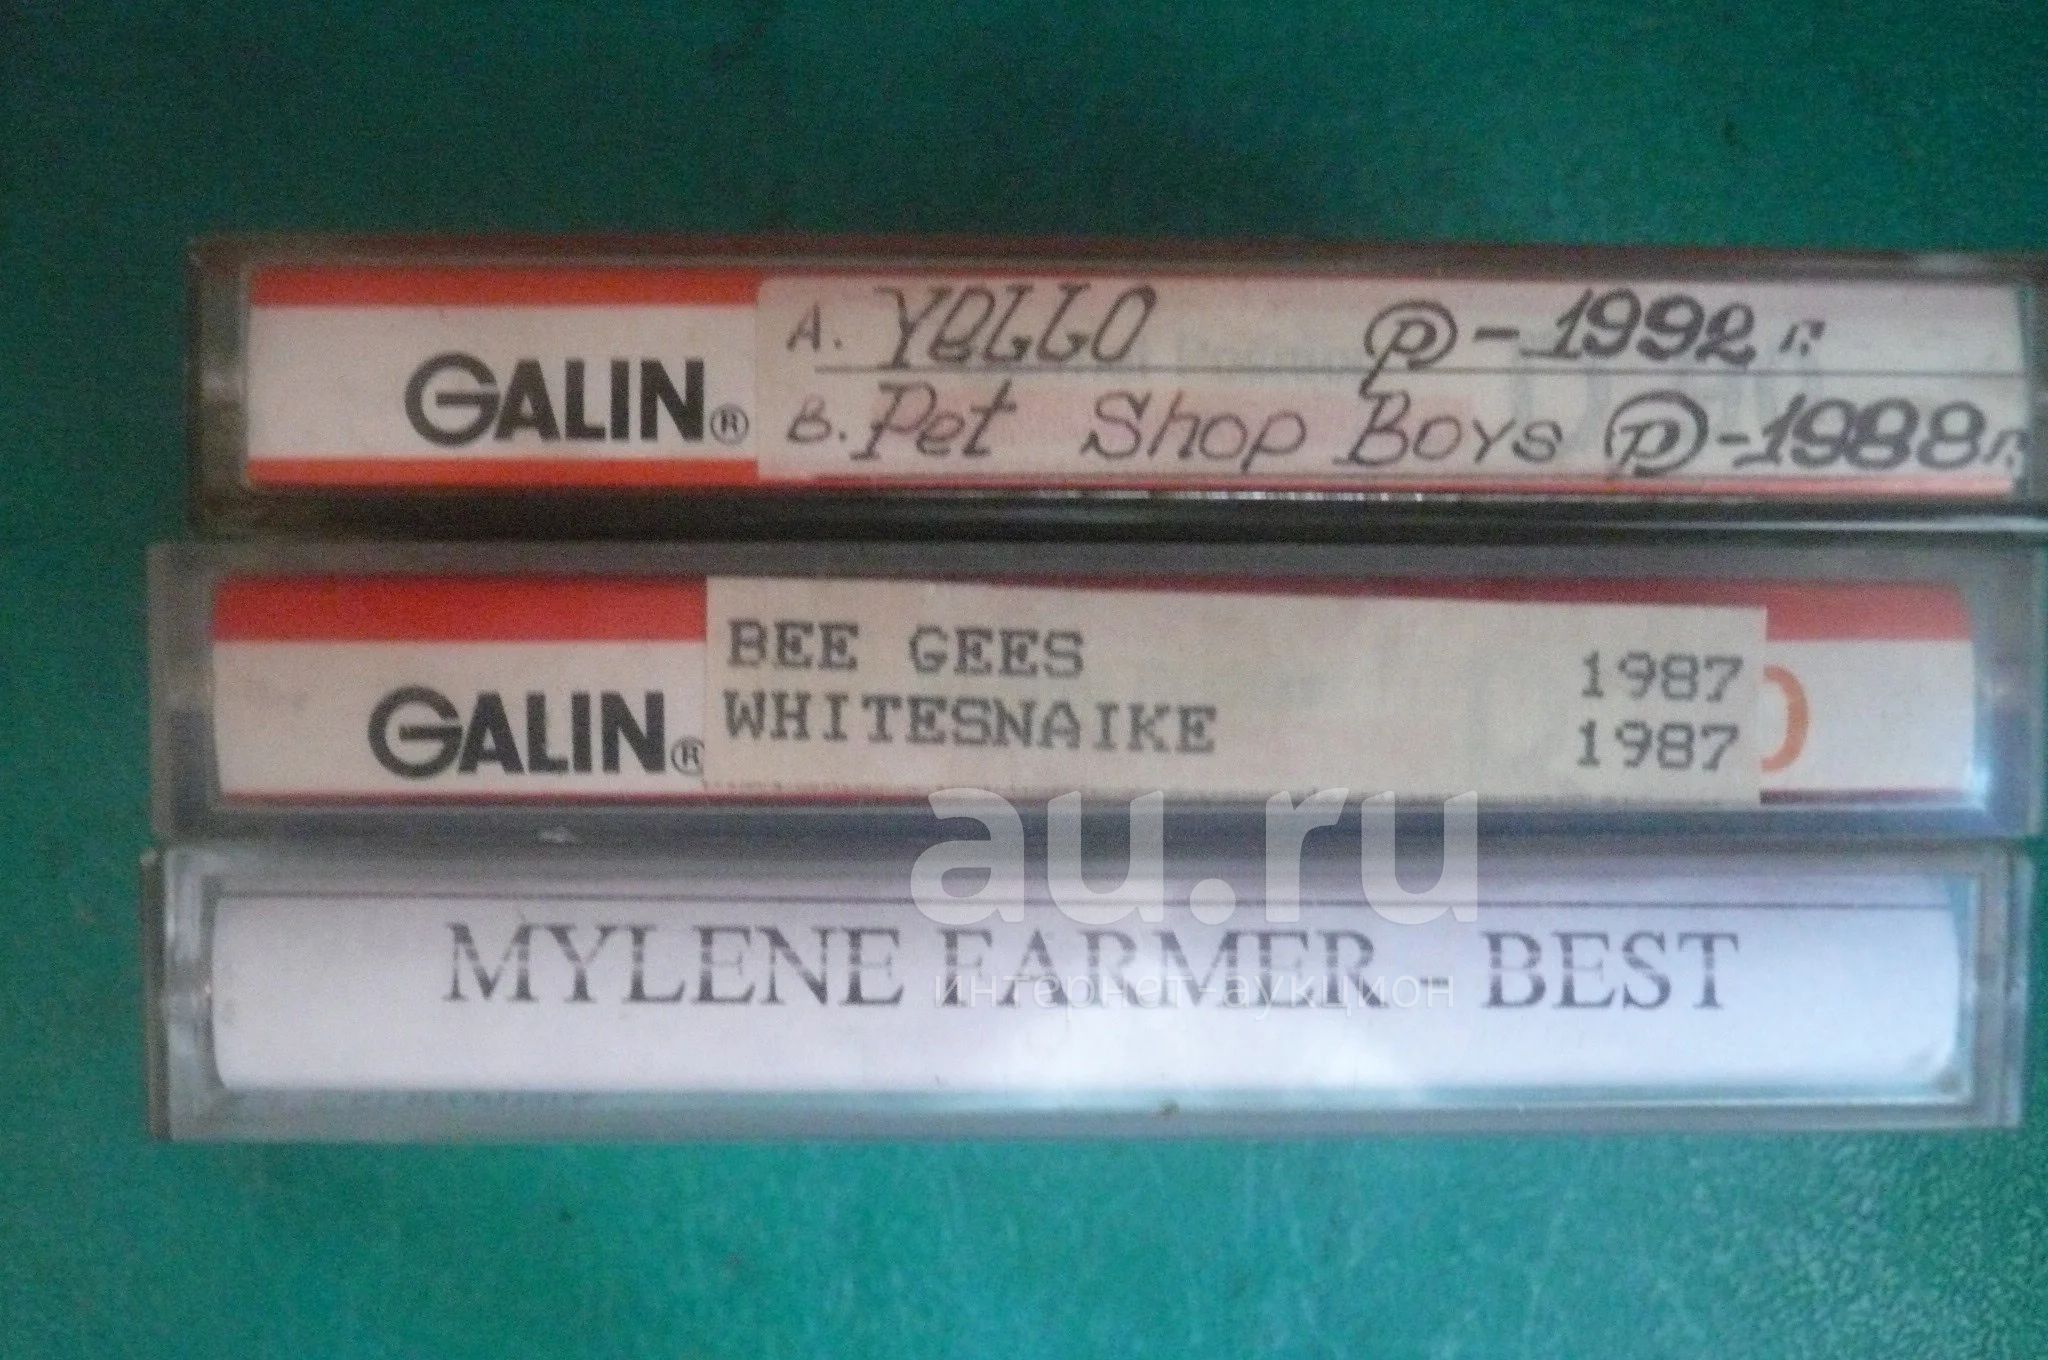 GALIN®
A. YELLO ℗-1992 г.
B. Pet Shop Boys ℗-1988 г.
GALIN®
BEE GEES 1987
WHITESNAIKE 1987
au.ru
MYLENE FARMER - BEST
интернет-аукцион